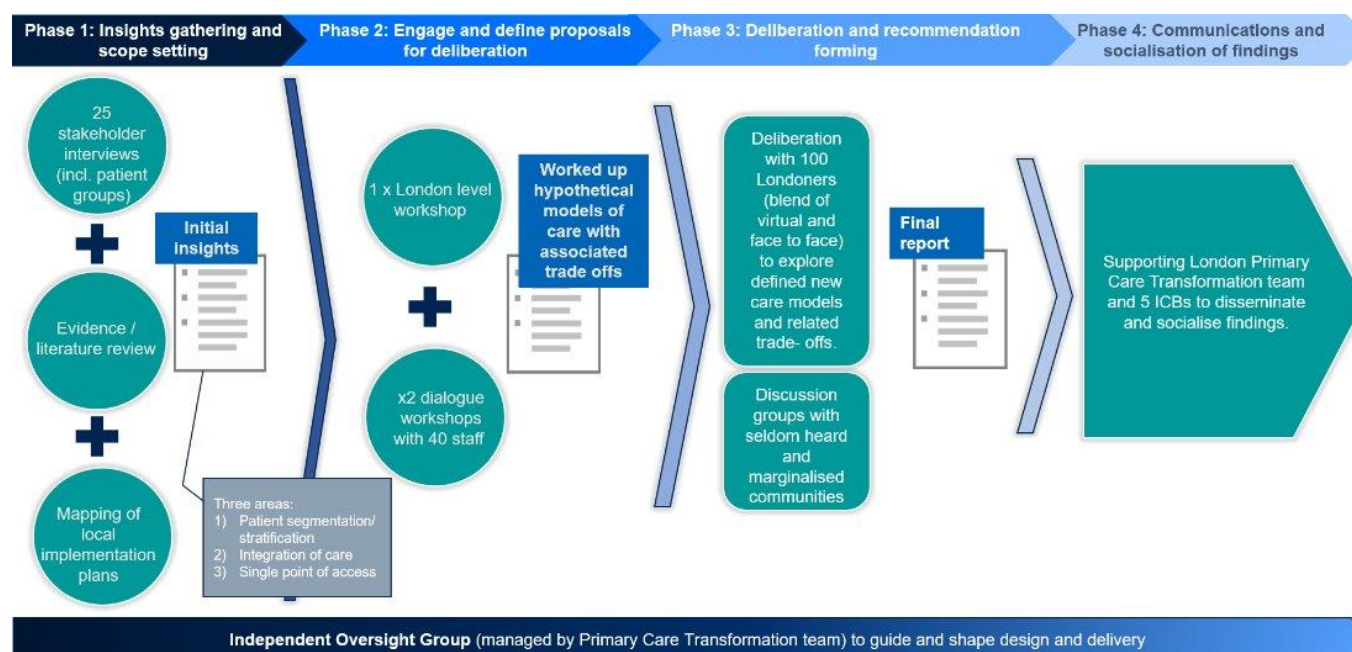 Phase 1: Insights gathering and
scope setting
Phase 2: Engage and define proposals
for deliberation
Phase 3: Deliberation and recommendation
forming
Phase 4: Communications and
socialisation of findings
25
stakeholder
interviews
(incl. patient
groups)
Evidence /
literature review
Mapping of
local
implementation
plans
Initial
insights
Three areas:
1) Patient segmentation/
stratification
2) Integration of care
3) Single point of access
1 x London level
workshop
x2 dialogue
workshops
with 40 staff
Worked up
hypothetical
models of
care with
associated
trade offs
Deliberation
with 100
Londoners
(blend of
virtual and
face to face)
to explore
defined new
care models
and related
trade- offs.
Discussion
groups with
seldom heard
and
marginalised
communities
Final
report
Supporting London Primary
Care Transformation team
and 5 ICBs to disseminate
and socialise findings.
Independent Oversight Group (managed by Primary Care Transformation team) to guide and shape design and delivery